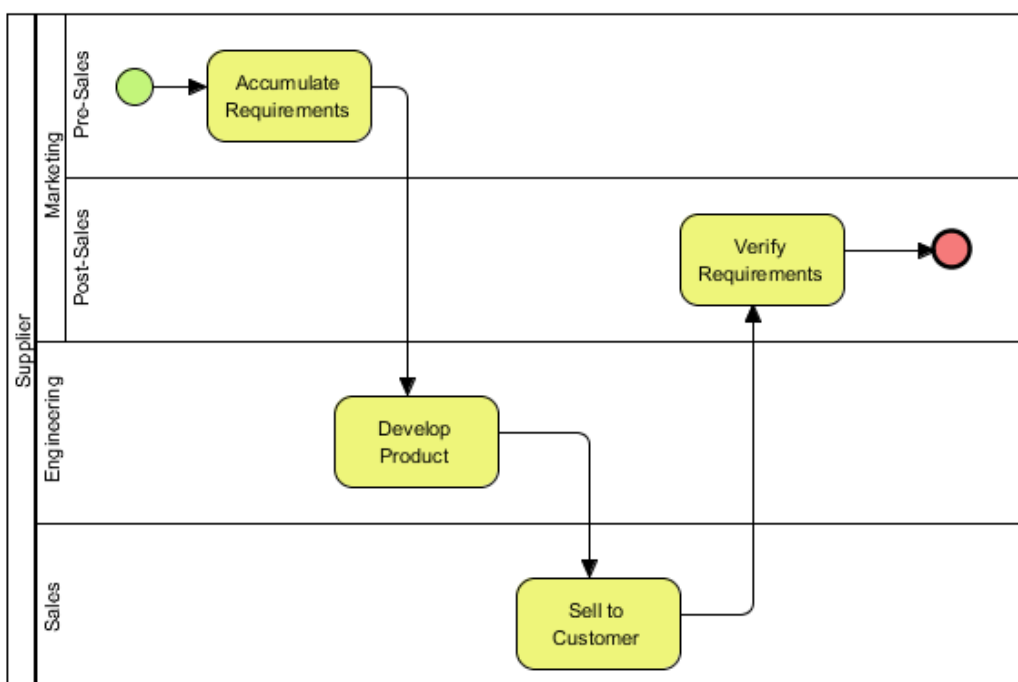 Supplier
Marketing
Pre-Sales
Accumulate
Requirements
Post-Sales
Verify
Requirements
Engineering
Develop
Product
Sales
Sell to
Customer